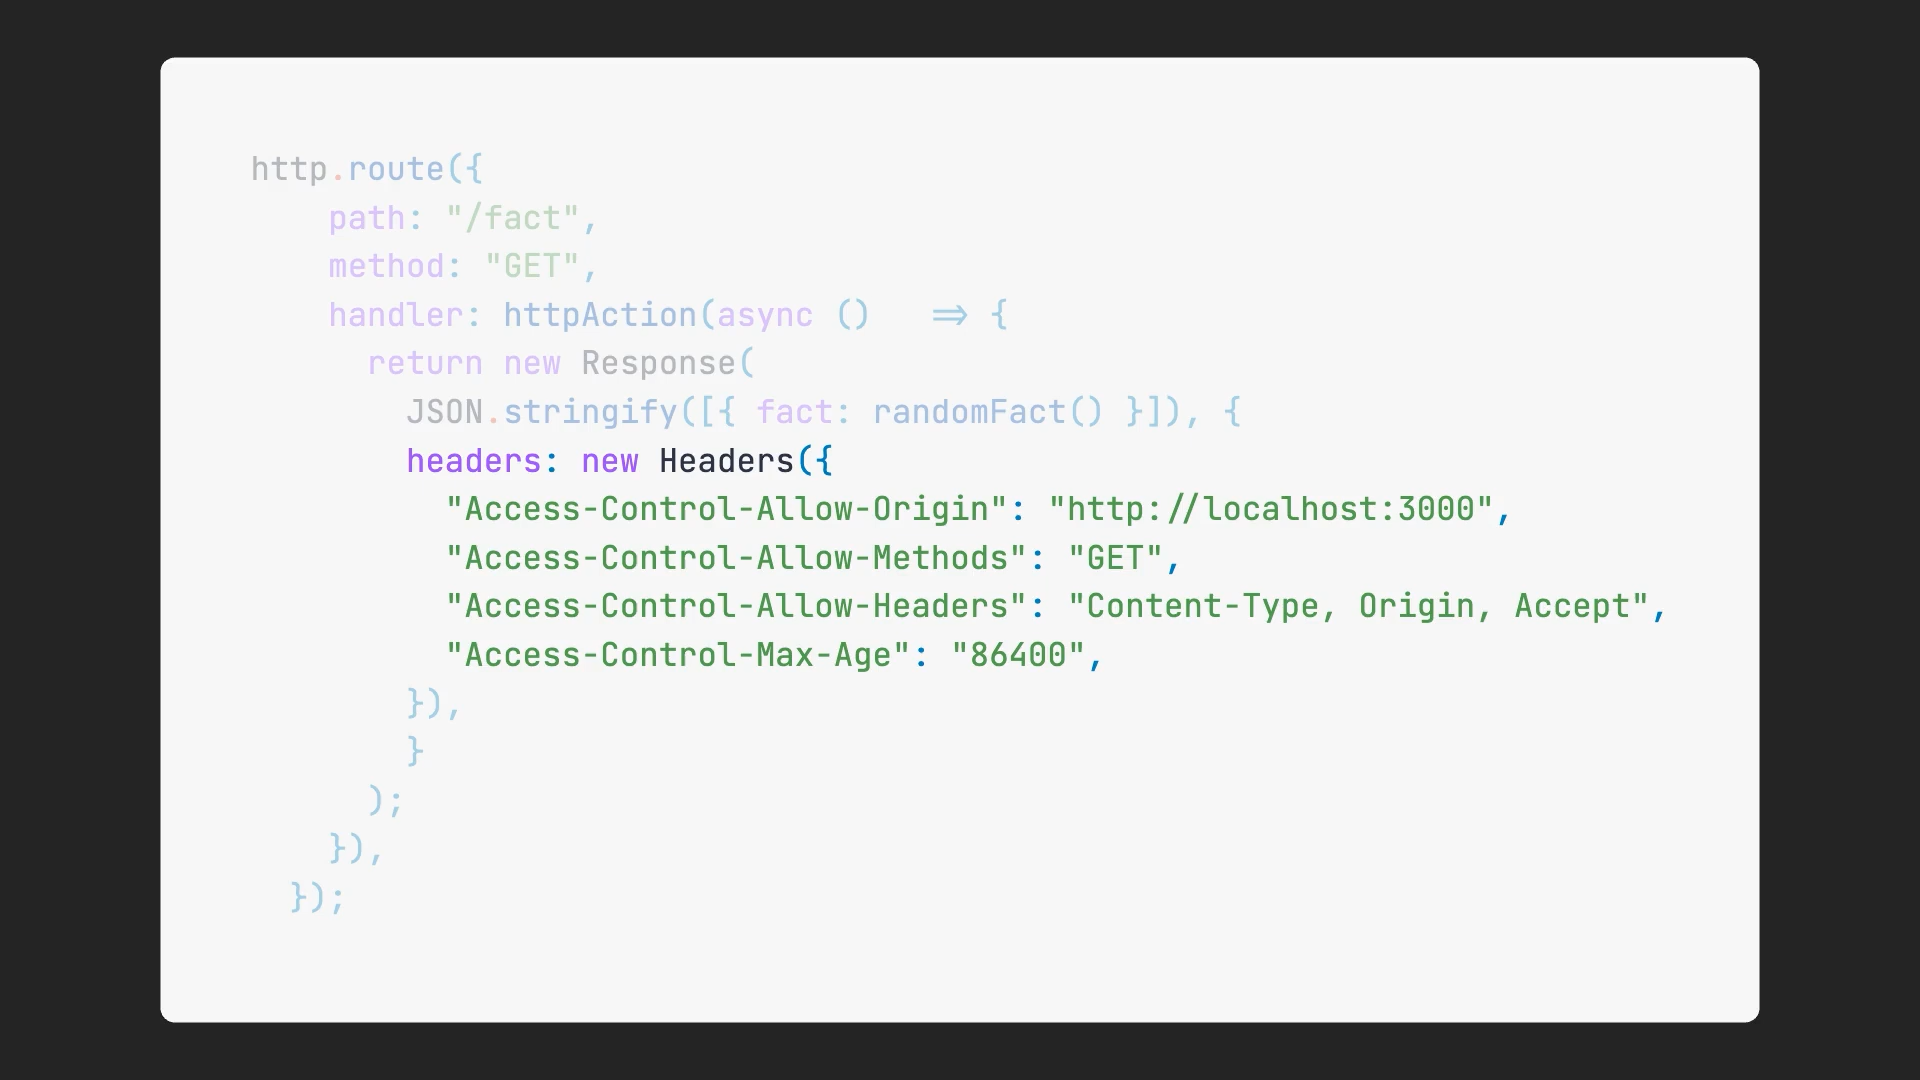 http.route({
path: "/fact",
method: "GET",
handler: httpAction(async () => {
return new Response(
JSON.stringify([{ fact: randomFact() }]), {
headers: new Headers({
"Access-Control-Allow-Origin": "http://localhost:3000",
"Access-Control-Allow-Methods": "GET",
"Access-Control-Allow-Headers": "Content-Type, Origin, Accept",
"Access-Control-Max-Age": "86400",
}),
}
);
}),
});